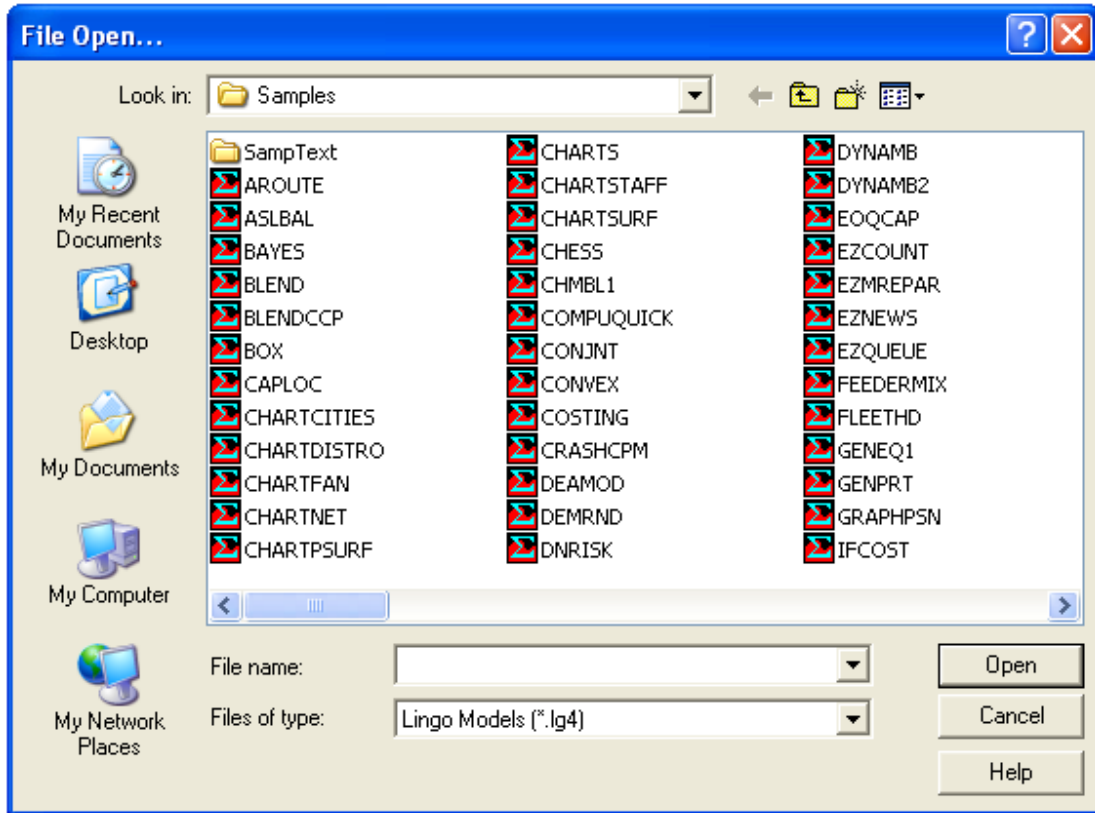 File Open...
Look in: Samples
My Recent
Documents
Desktop
My Documents
My Computer
My Network
Places
SampText
AROUTE
ASLBAL
BAYES
BLEND
BLENDCCP
BOX
CAPLOC
CHARTCITIES
CHARTDISTRO
CHARTFAN
CHARTNET
CHARTPSURF
CHARTS
CHARTSTAFF
CHARTSURF
CHESS
CHMBL1
COMPUQUICK
CONJNT
CONVEX
COSTING
CRASHCPM
DEAMOD
DEMRND
DNRISK
DYNAMB
DYNAMB2
EOQCAP
EZCOUNT
EZMREPAR
EZNEWS
EZQUEUE
FEEDERMIX
FLEETHD
GENEQ1
GENPRT
GRAPHPSN
IFCOST
File name:
Open
Files of type: Lingo Models (*.lg4)
Cancel
Help